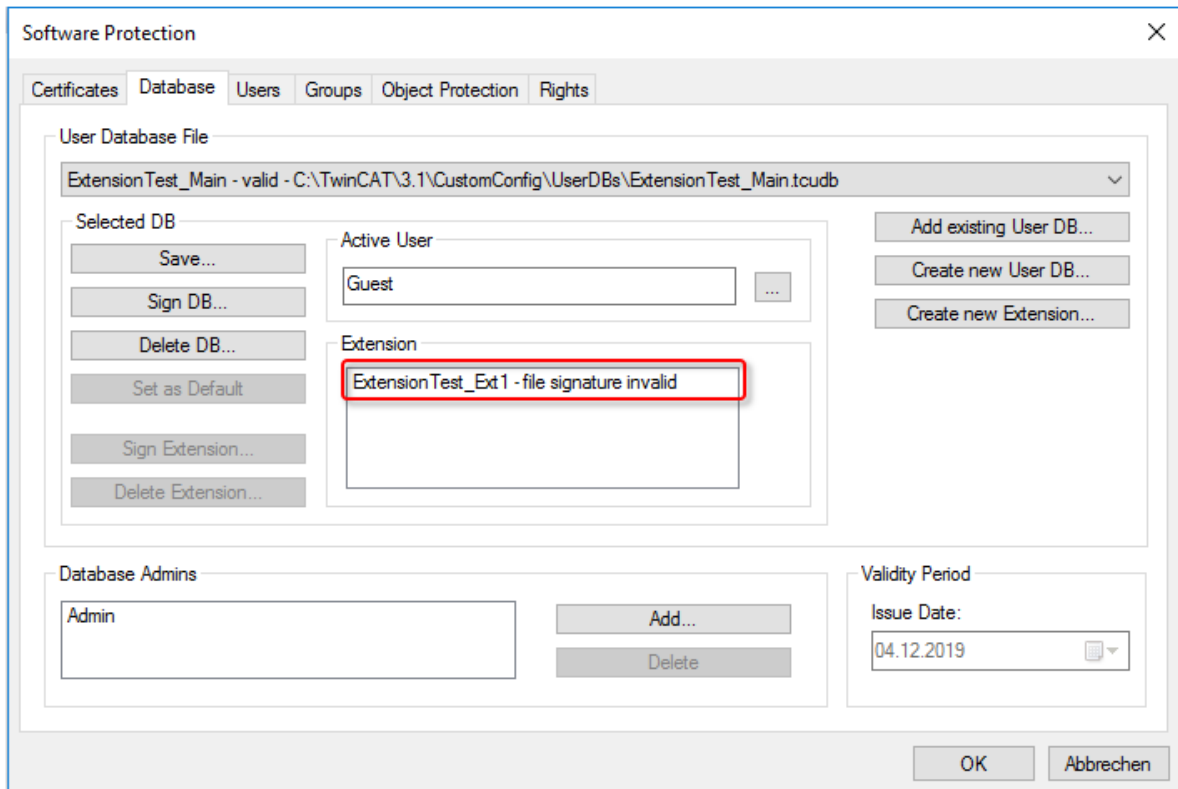 Software Protection
Certificates Database Users Groups Object Protection Rights
User Database File
ExtensionTest_Main - valid - C:\TwinCAT\3.1\CustomConfig\UserDBs\ExtensionTest_Main.tcudb
Selected DB
Save...
Sign DB...
Delete DB...
Set as Default
Sign Extension...
Delete Extension...
Active User
Guest
...
Extension
ExtensionTest_Ext1 - file signature invalid
Add existing User DB...
Create new User DB...
Create new Extension...
Database Admins
Admin
Add...
Delete
Validity Period
Issue Date:
04.12.2019
OK
Abbrechen